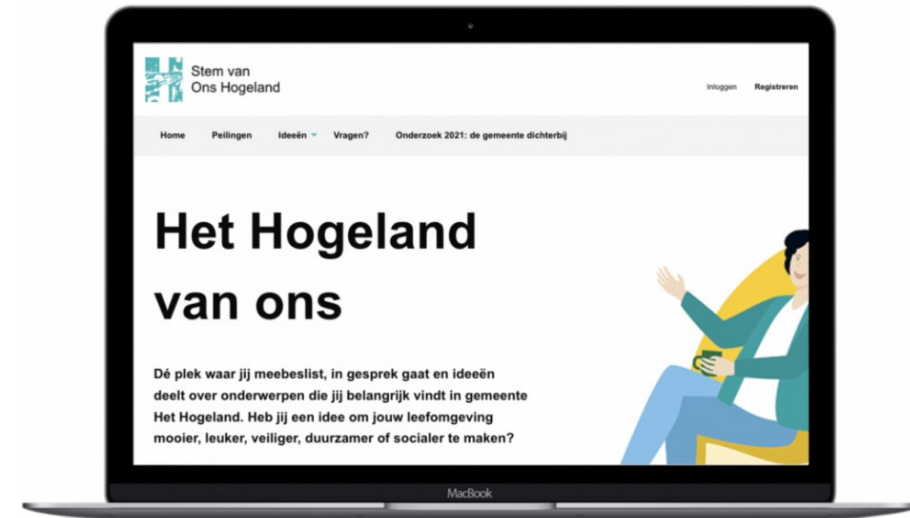 Stem van
Ons Hogeland
Inloggen Registreren
Home Peilingen Ideeën Vragen? Onderzoek 2021: de gemeente dichterbij
Het Hogeland
van ons
Dé plek waar jij meebeslist, in gesprek gaat en ideeën
deelt over onderwerpen die jij belangrijk vindt in gemeente
Het Hogeland. Heb jij een idee om jouw leefomgeving
mooier, leuker, veiliger, duurzamer of socialer te maken?
MacBook